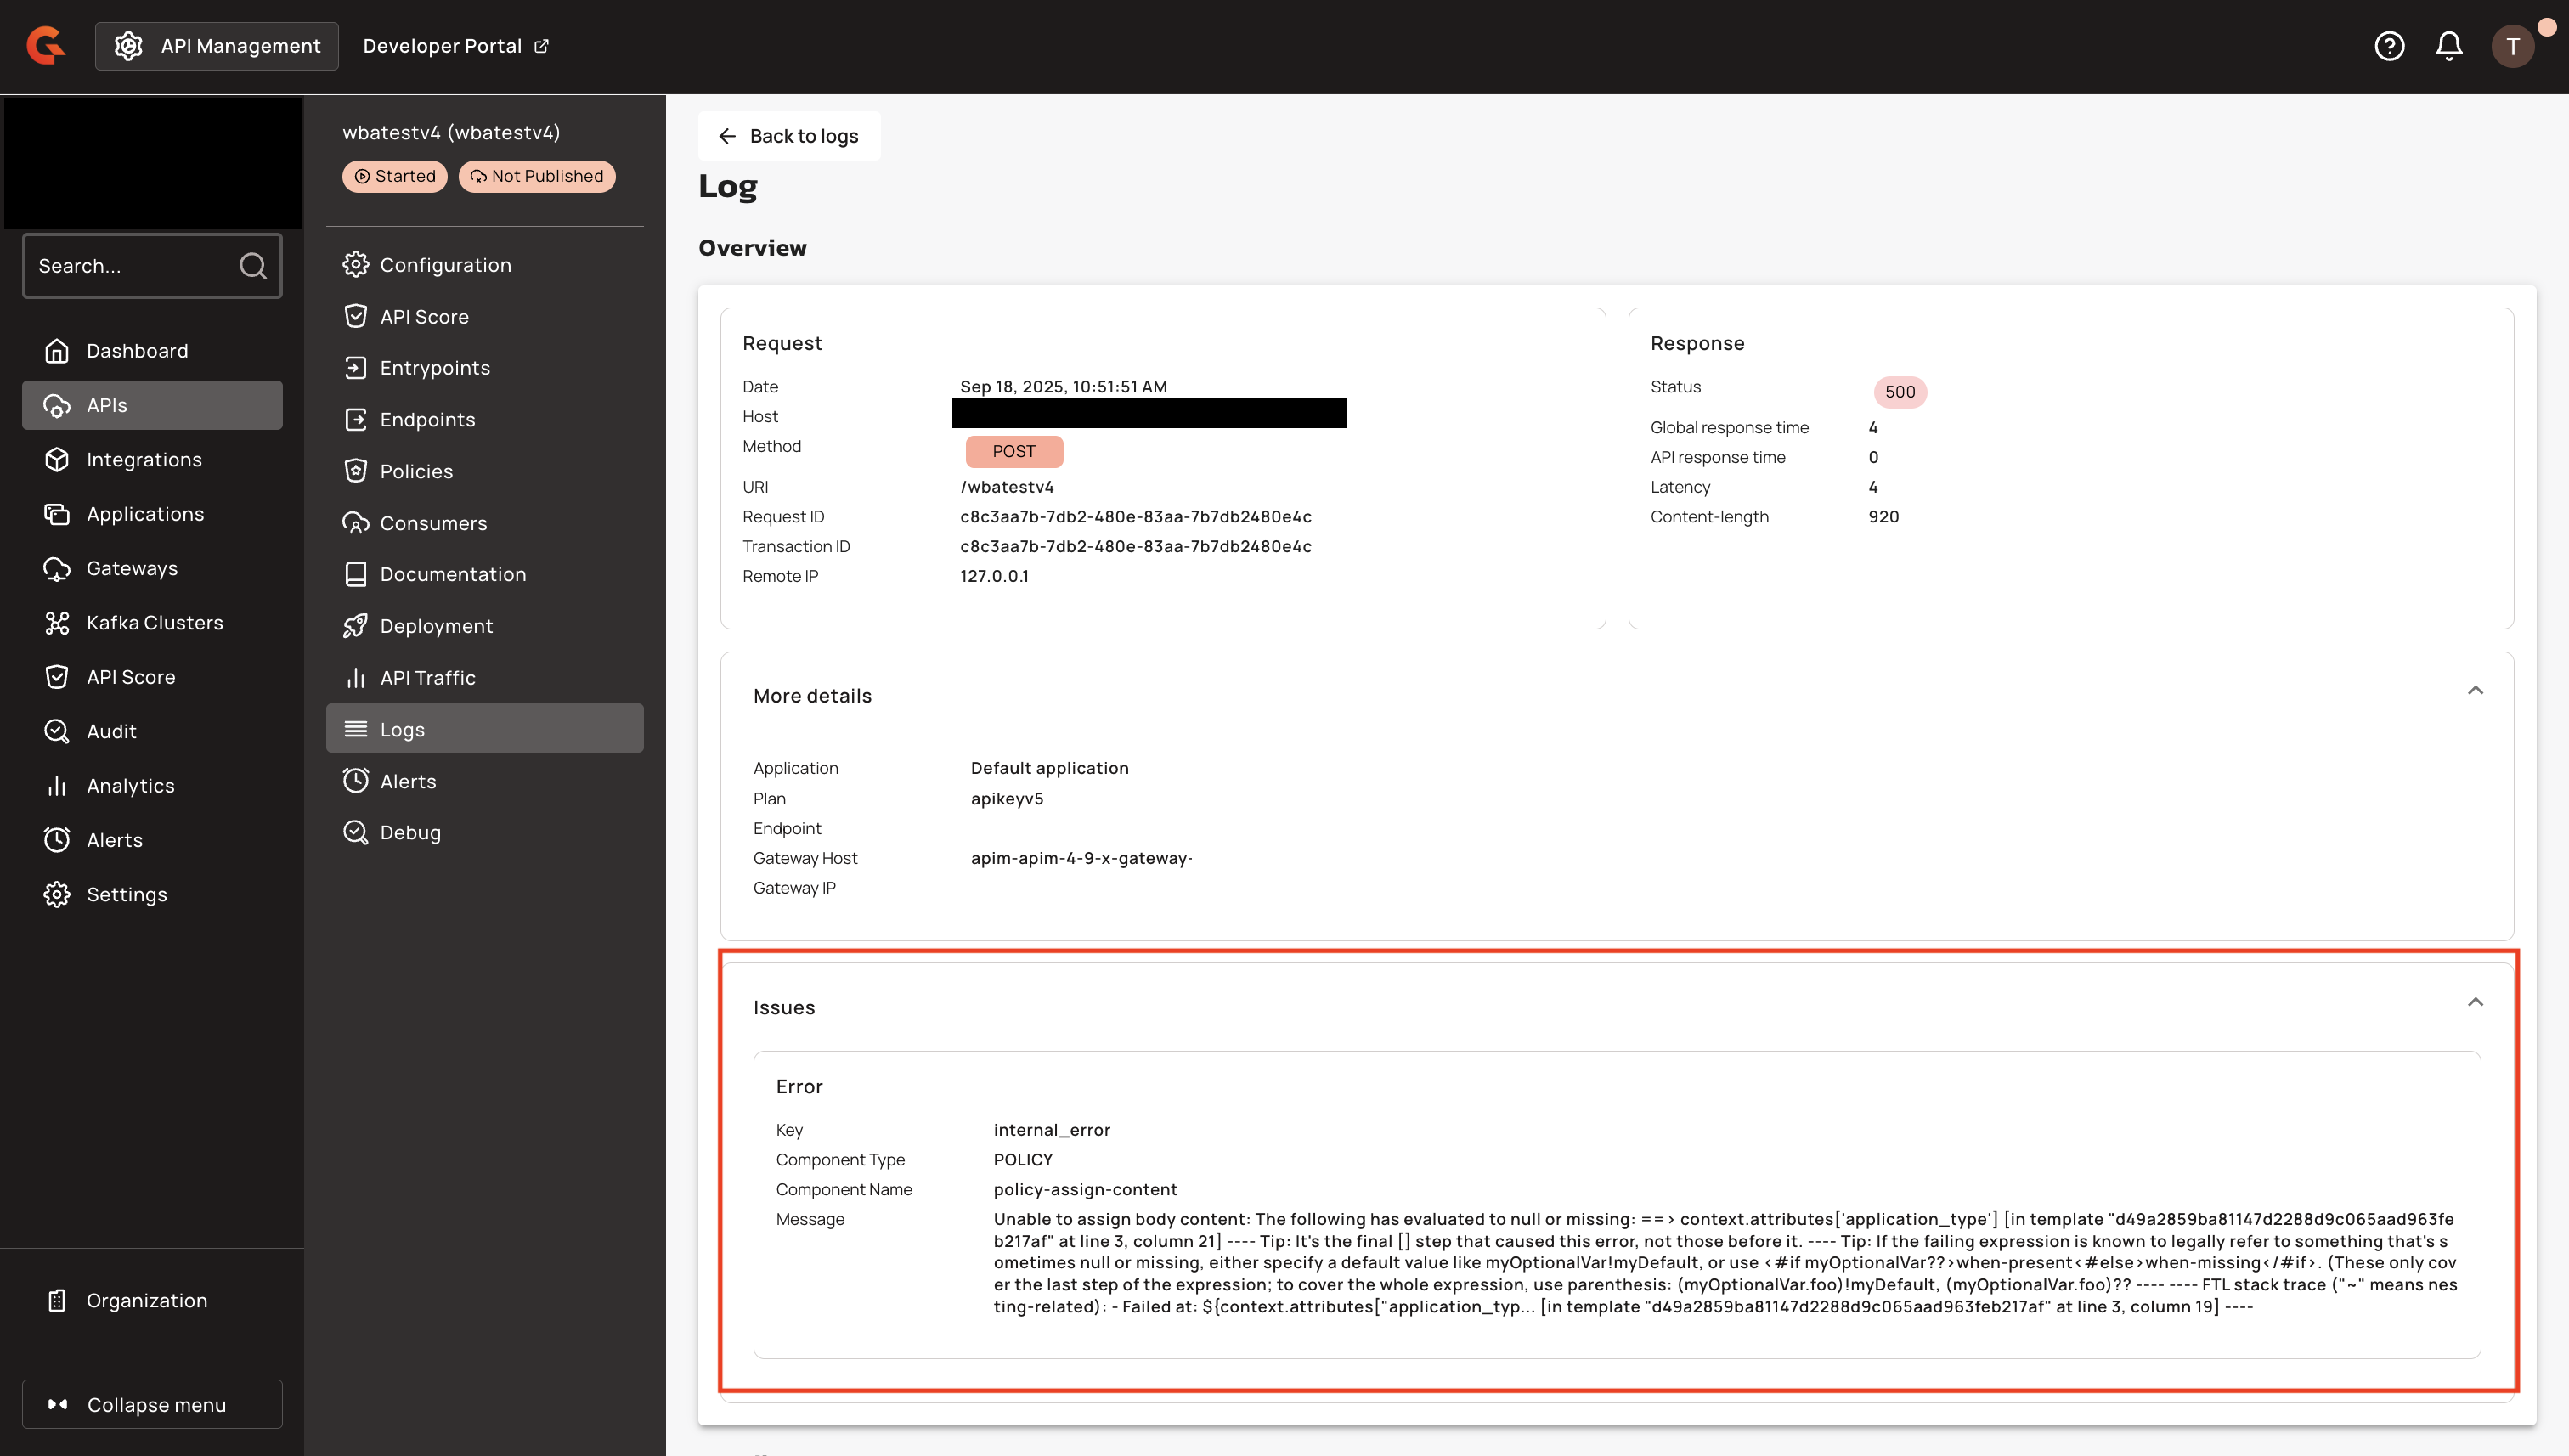 API Management
Developer Portal
T
Search...
Dashboard
APIs
Integrations
Applications
Gateways
Kafka Clusters
API Score
Audit
Analytics
Alerts
Settings
Organization
Collapse menu
wbatestv4 (wbatestv4)
Started
Not Published
Configuration
API Score
Entrypoints
Endpoints
Policies
Consumers
Documentation
Deployment
API Traffic
Logs
Alerts
Debug
Back to logs
Log
Overview
Request
Date Sep 18, 2025, 10:51:51 AM
Host
Method POST
URI /wbatestv4
Request ID c8c3aa7b-7db2-480e-83aa-7b7db2480e4c
Transaction ID c8c3aa7b-7db2-480e-83aa-7b7db2480e4c
Remote IP 127.0.0.1
Response
Status 500
Global response time 4
API response time 0
Latency 4
Content-length 920
More details
Application Default application
Plan apikeyv5
Endpoint
Gateway Host apim-apim-4-9-x-gateway-
Gateway IP
Issues
Error
Key internal_error
Component Type POLICY
Component Name policy-assign-content
Message Unable to assign body content: The following has evaluated to null or missing: ==> context.attributes['application_type'] [in template "d49a2859ba81147d2288d9c065aad963fe
b217af" at line 3, column 21] ---- Tip: It's the final [] step that caused this error, not those before it. ---- Tip: If the failing expression is known to legally refer to something that's s
ometimes null or missing, either specify a default value like myOptionalVar!myDefault, or use <#if myOptionalVar??>when-present<#else>when-missing</#if>. (These only cov
er the last step of the expression; to cover the whole expression, use parenthesis: (myOptionalVar.foo)!myDefault, (myOptionalVar.foo)?? ---- ---- FTL stack trace ("~" means nes
ting-related): - Failed at: ${context.attributes["application_typ... [in template "d49a2859ba81147d2288d9c065aad963feb217af" at line 3, column 19] ----